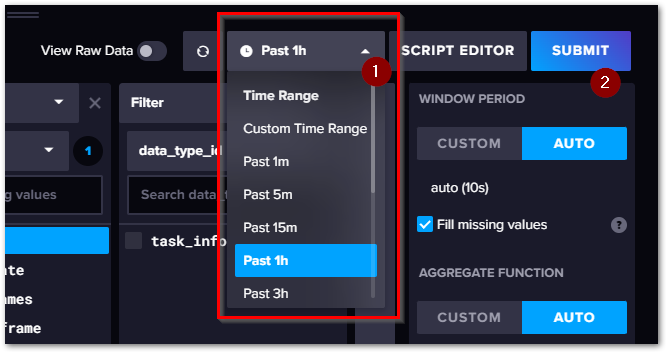 View Raw Data
Past 1h
SCRIPT EDITOR
SUBMIT
1
2
Filter
Time Range
Custom Time Range
Past 1m
Past 5m
Past 15m
Past 1h
Past 3h
1
data_type_id
ng values
Search data_t
task_info
ate
ames
frame
WINDOW PERIOD
CUSTOM
AUTO
auto (10s)
Fill missing values
?
AGGREGATE FUNCTION
CUSTOM
AUTO